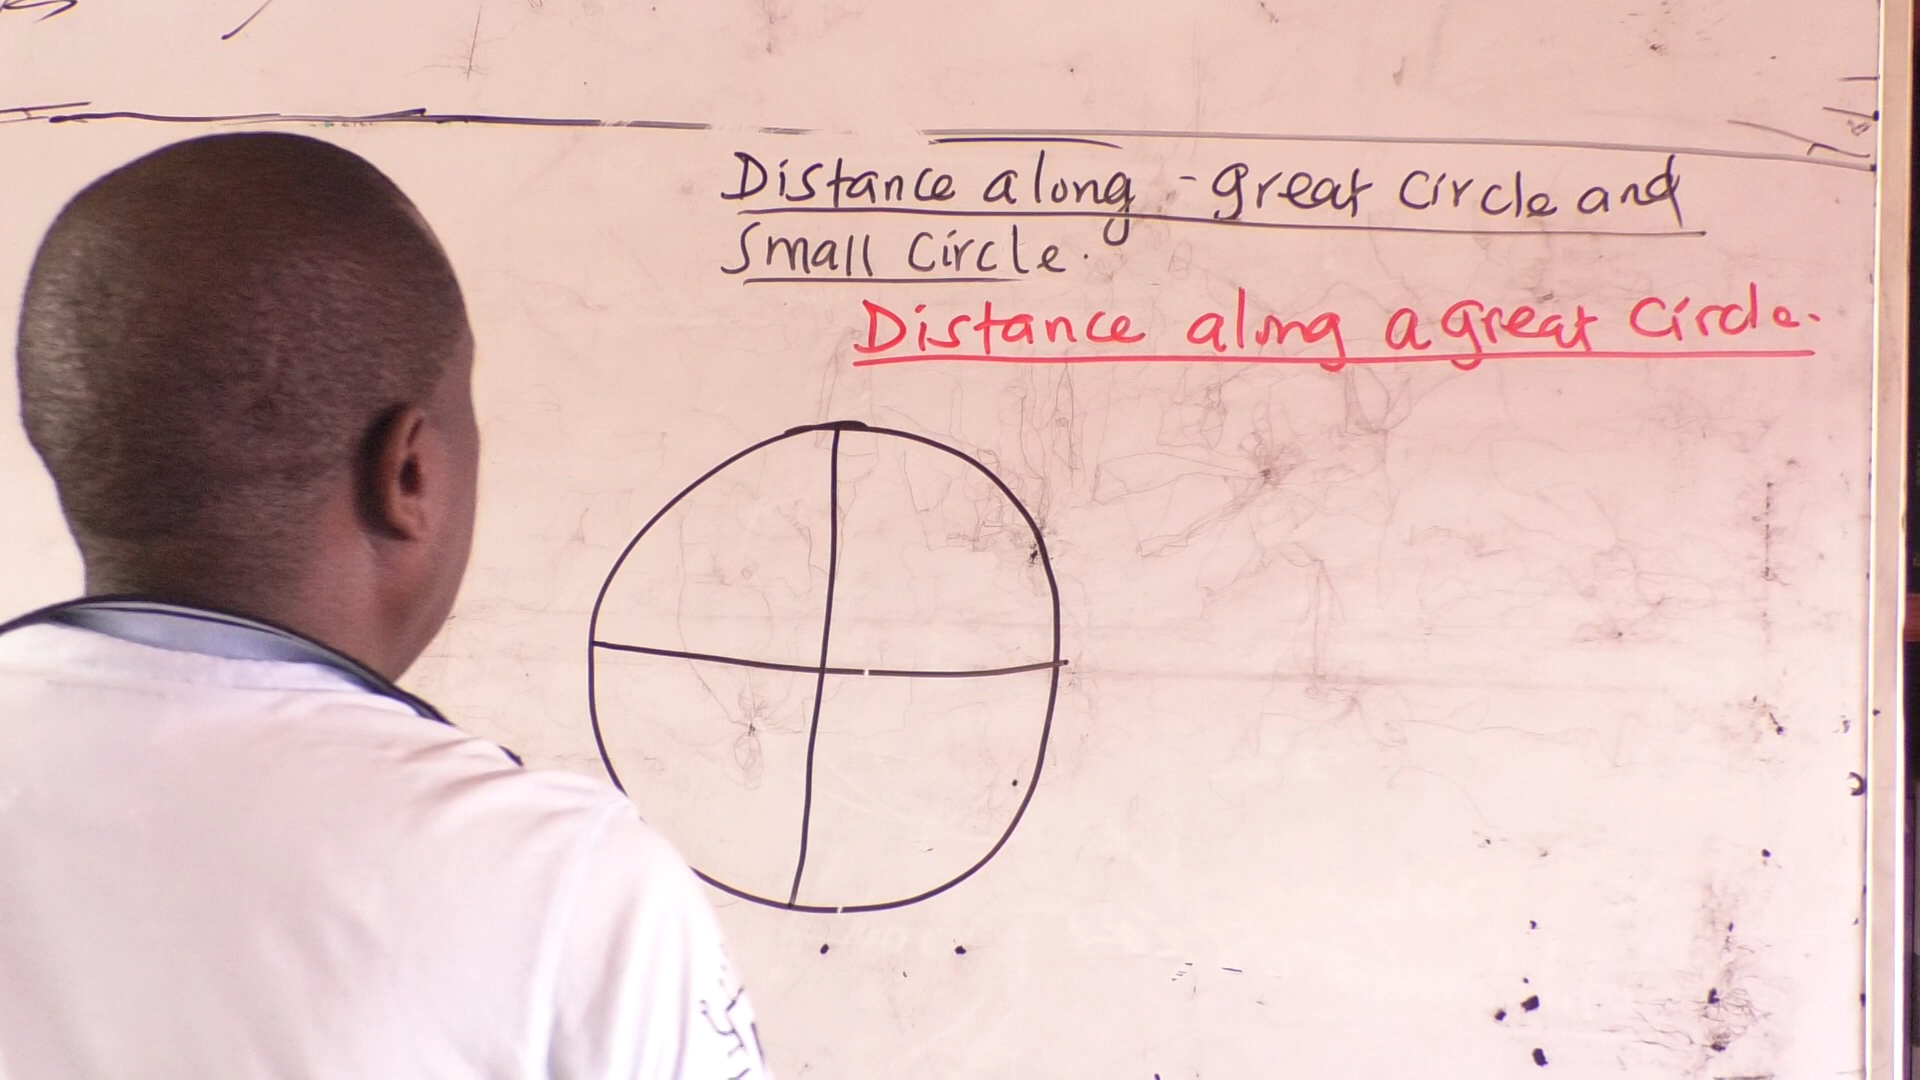 Distance along - great circle and
Small Circle.
Distance along a great Circle.